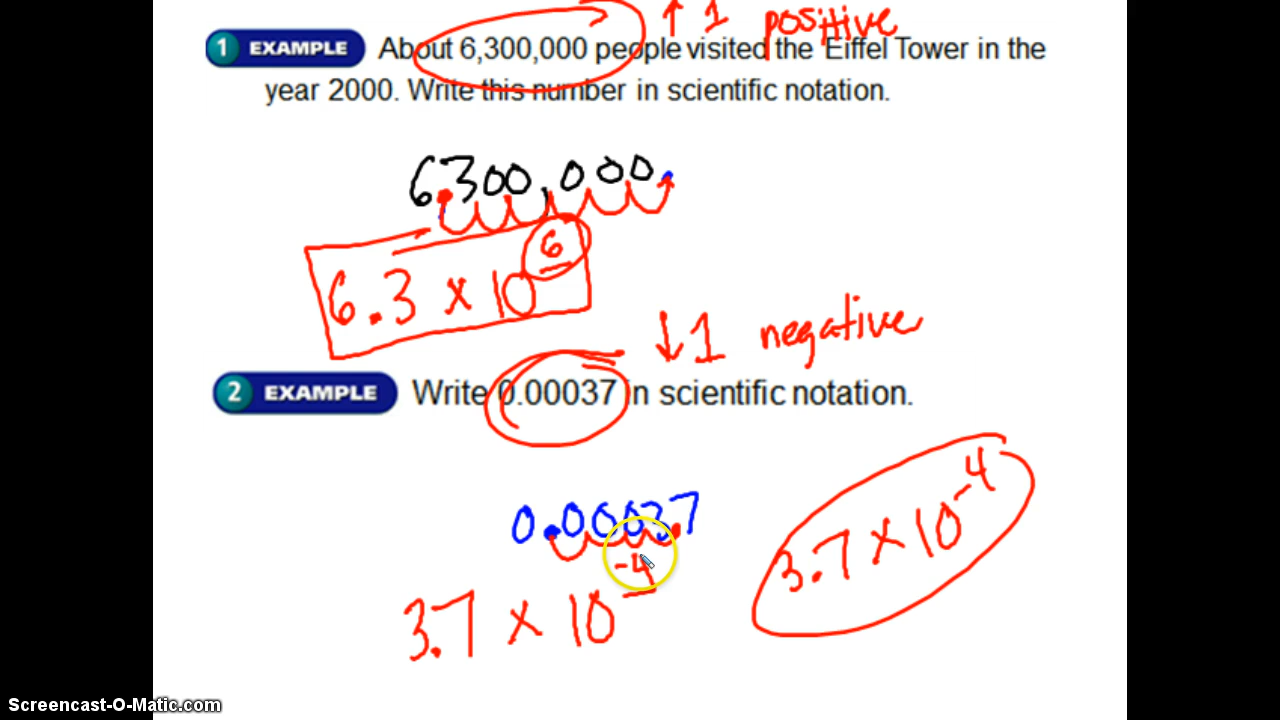 ↑ 1 positive
1 EXAMPLE About 6,300,000 people visited the Eiffel Tower in the
year 2000. Write this number in scientific notation.
6300,000.
6.3 x 10^6
↓ 1 negative
2 EXAMPLE Write 0.00037 in scientific notation.
0.00037
3.7 x 10^-4
3.7 x 10^-4
Screencast-O-Matic.com